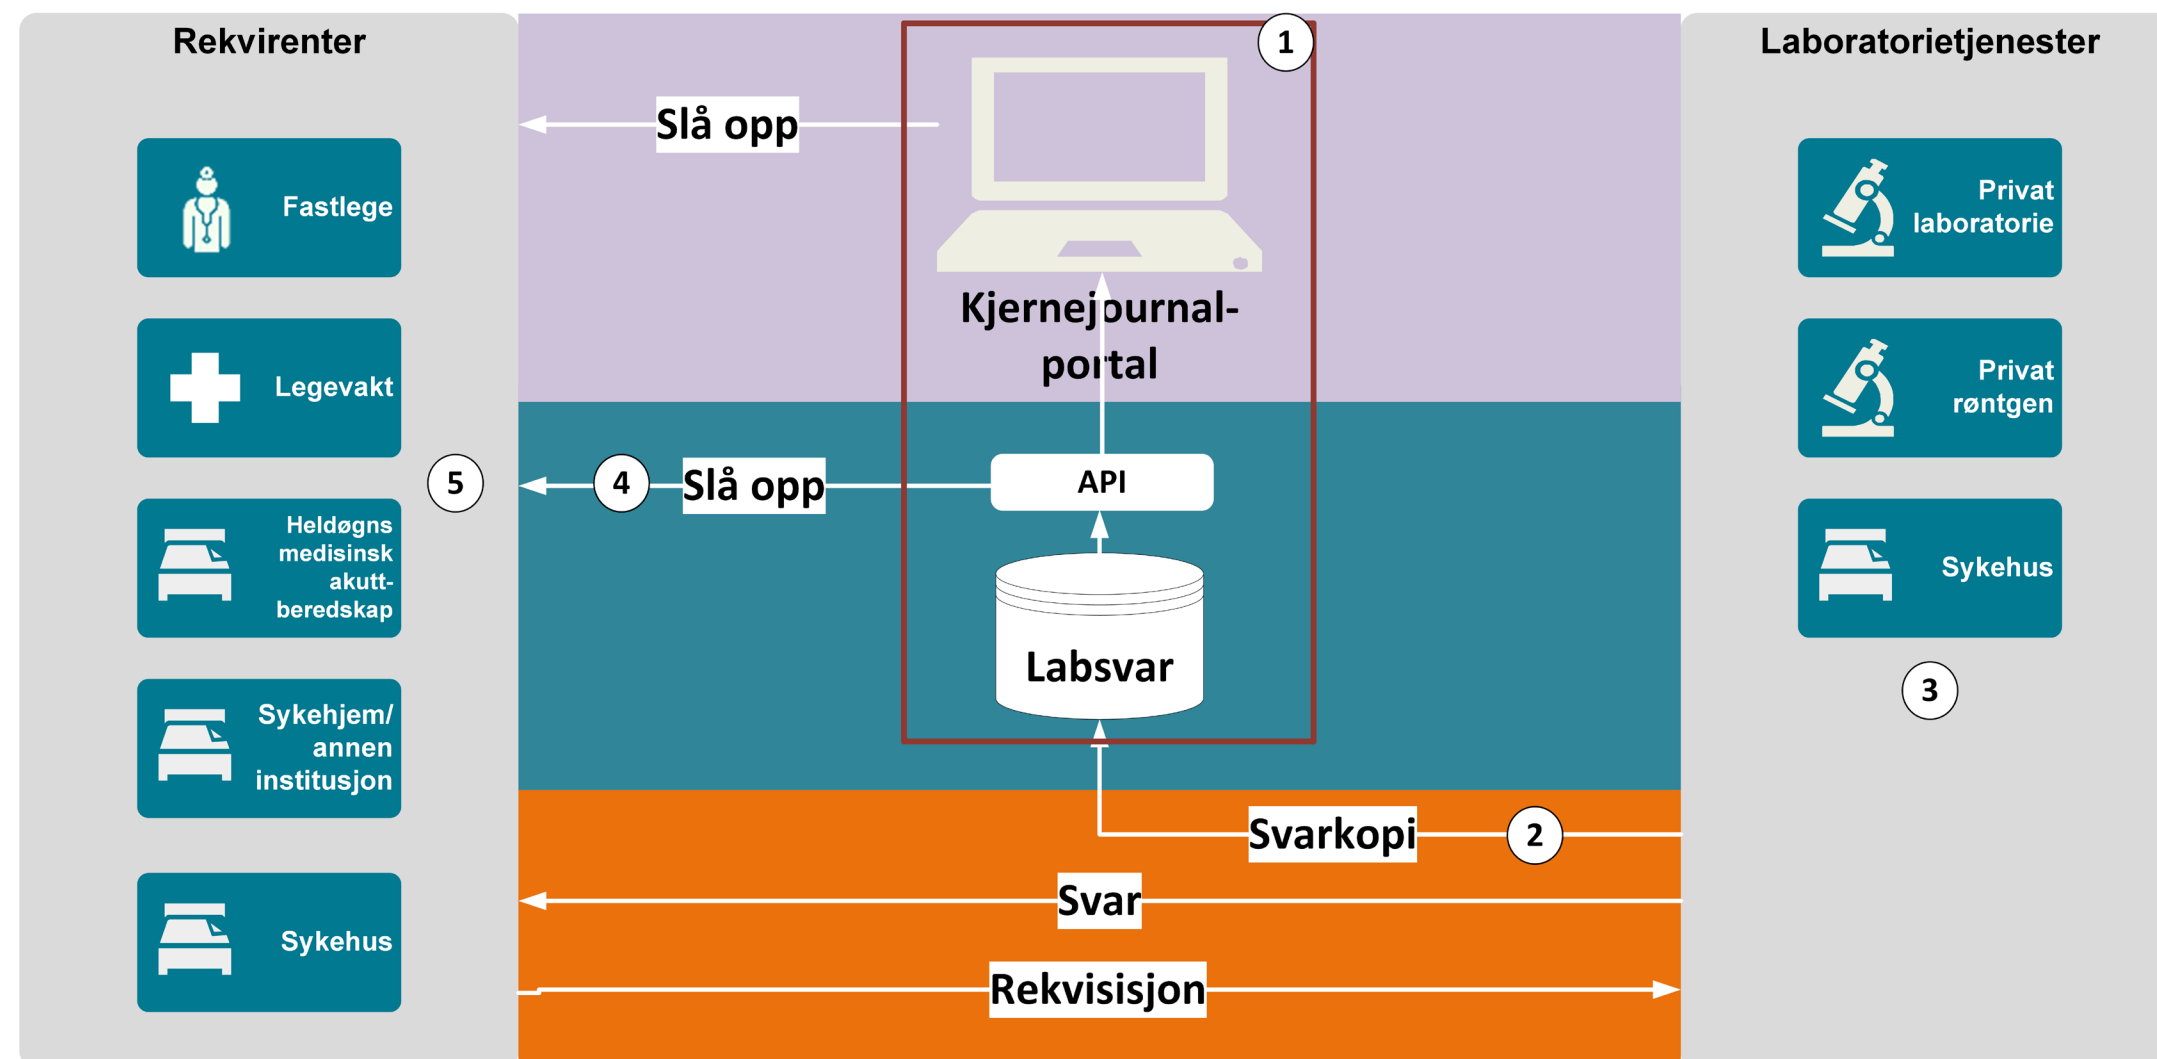 Rekvirenter
Fastlege
Legevakt
Heldøgns
medisinsk
akutt-
beredskap
Sykehjem/
annen
institusjon
Sykehus
5
1
Slå opp
Kjernejournal-
portal
4
Slå opp
API
Labsvar
Svarkopi
2
Svar
Rekvisisjon
Laboratorietjenester
Privat
laboratorie
Privat
røntgen
Sykehus
3